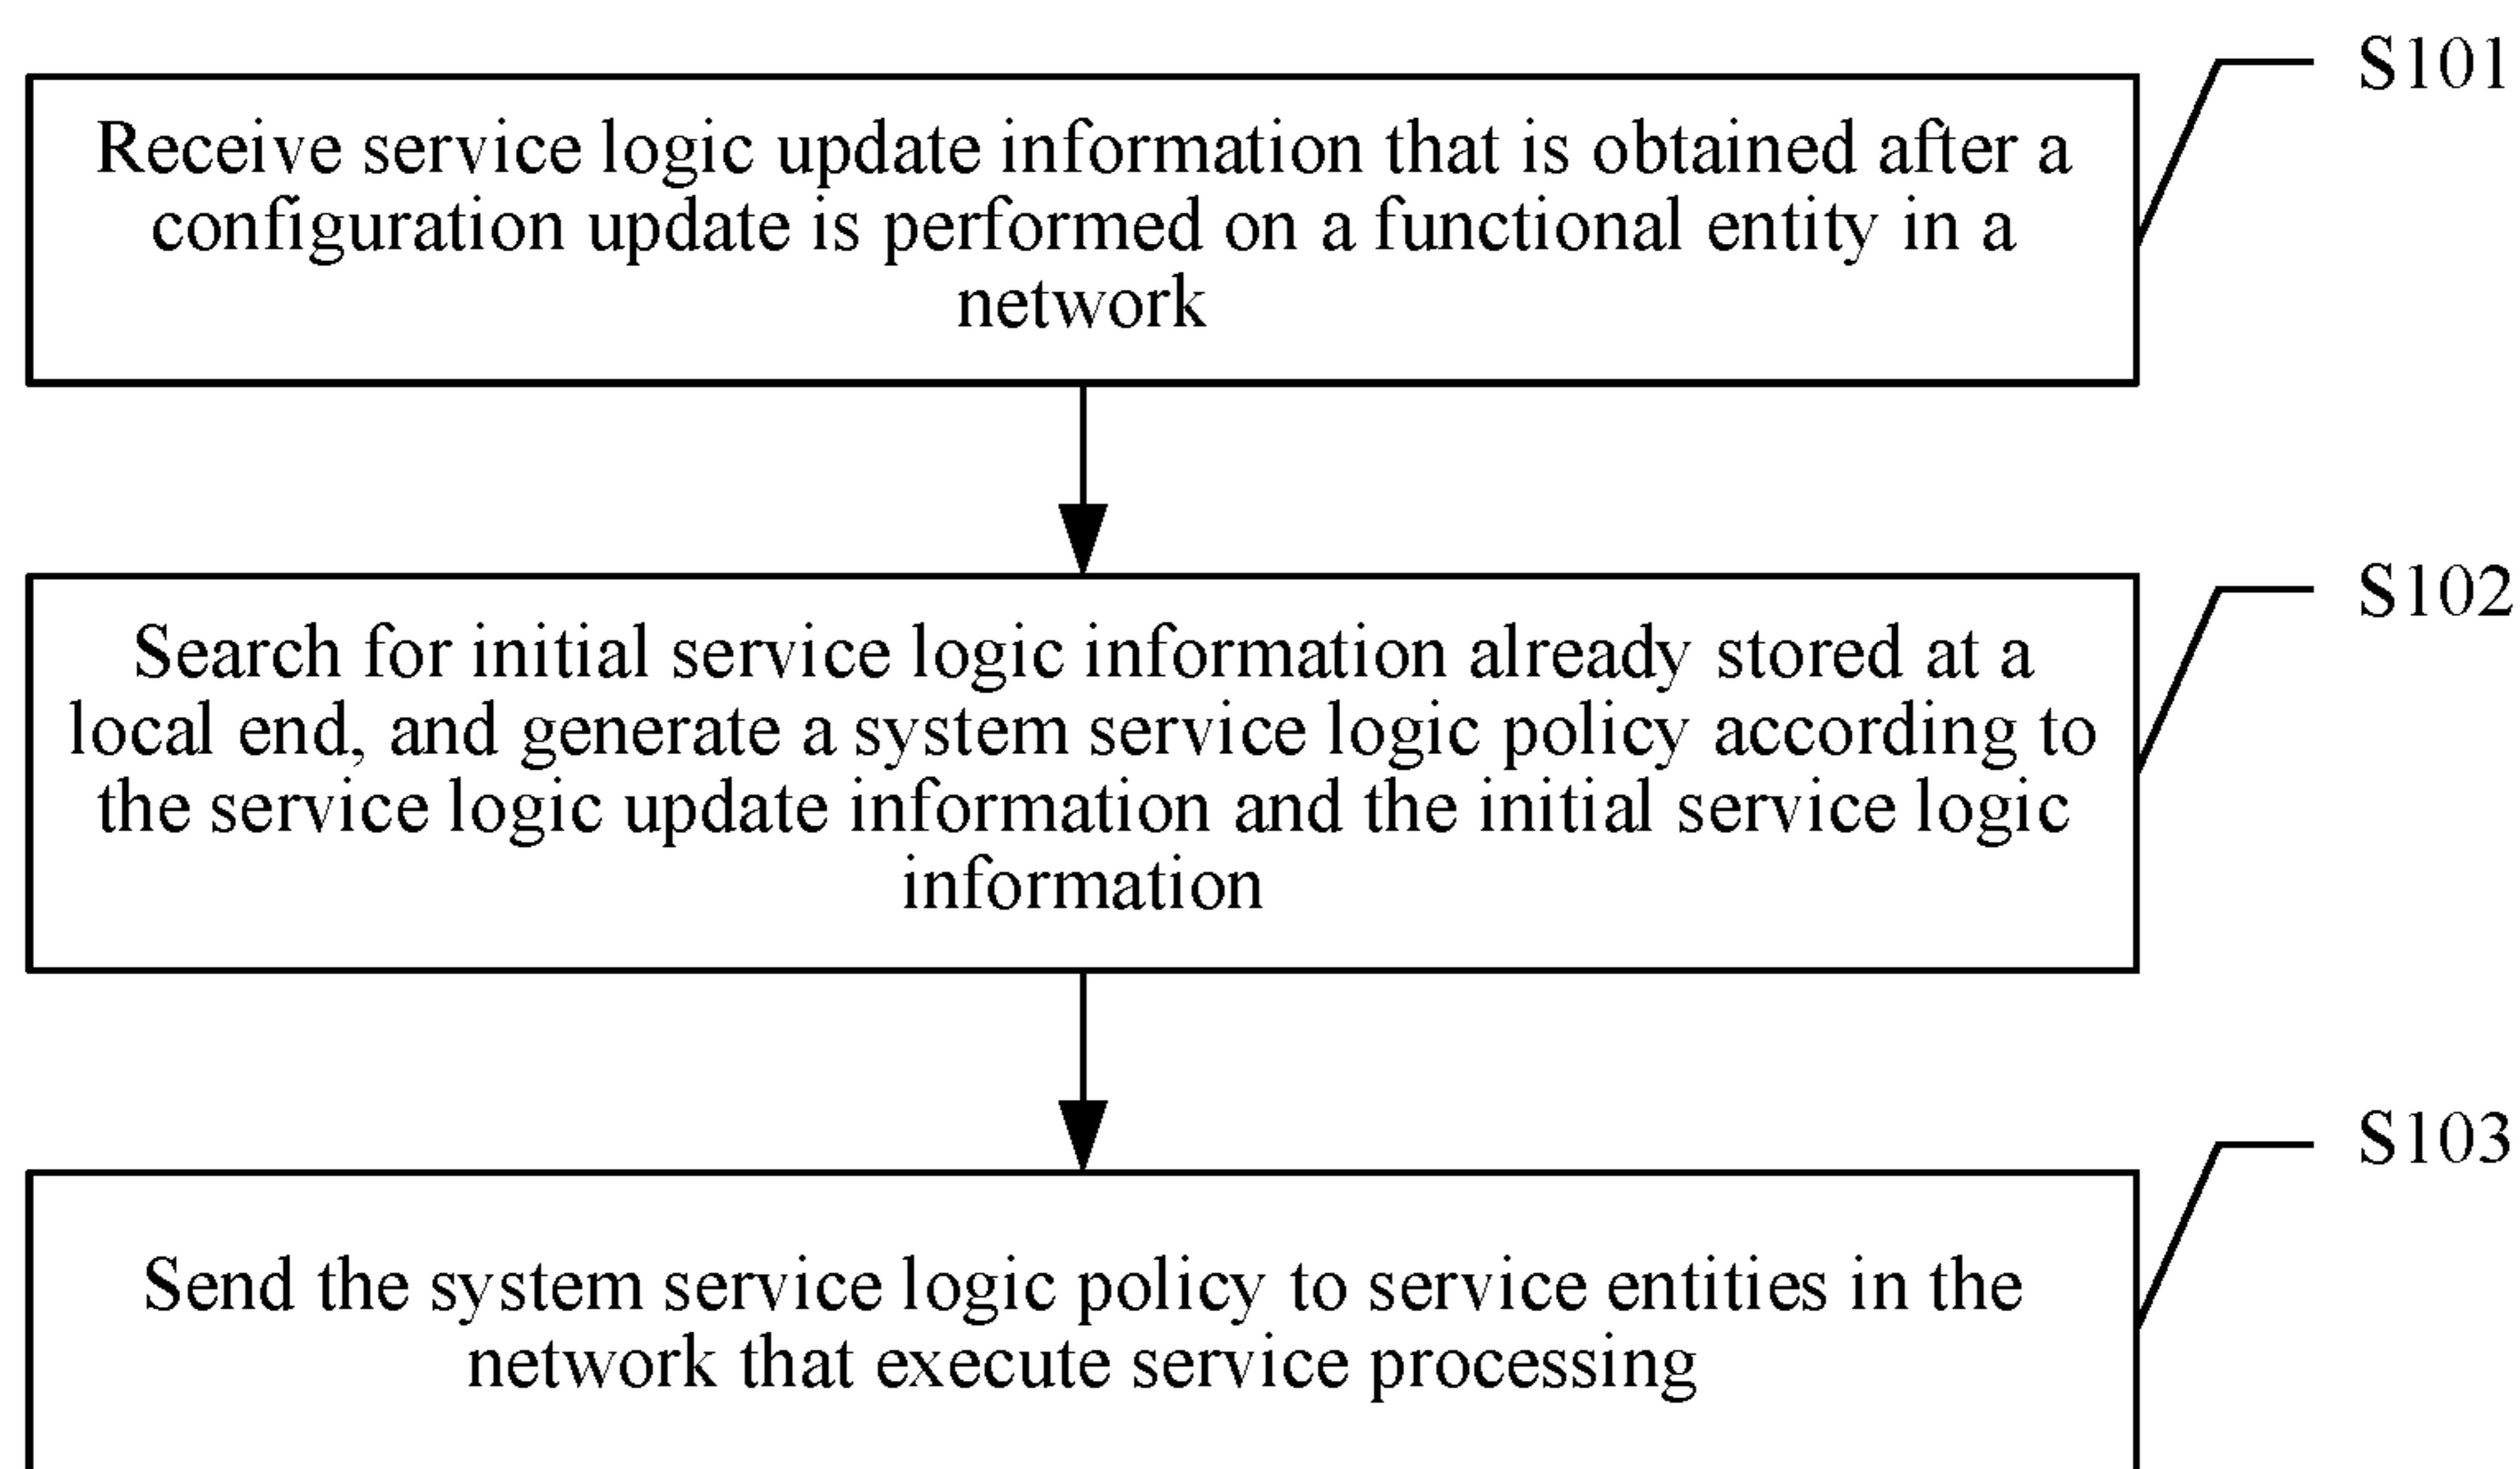 S101
Receive service logic update information that is obtained after a
configuration update is performed on a functional entity in a
network
S102
Search for initial service logic information already stored at a
local end, and generate a system service logic policy according to
the service logic update information and the initial service logic
information
S103
Send the system service logic policy to service entities in the
network that execute service processing